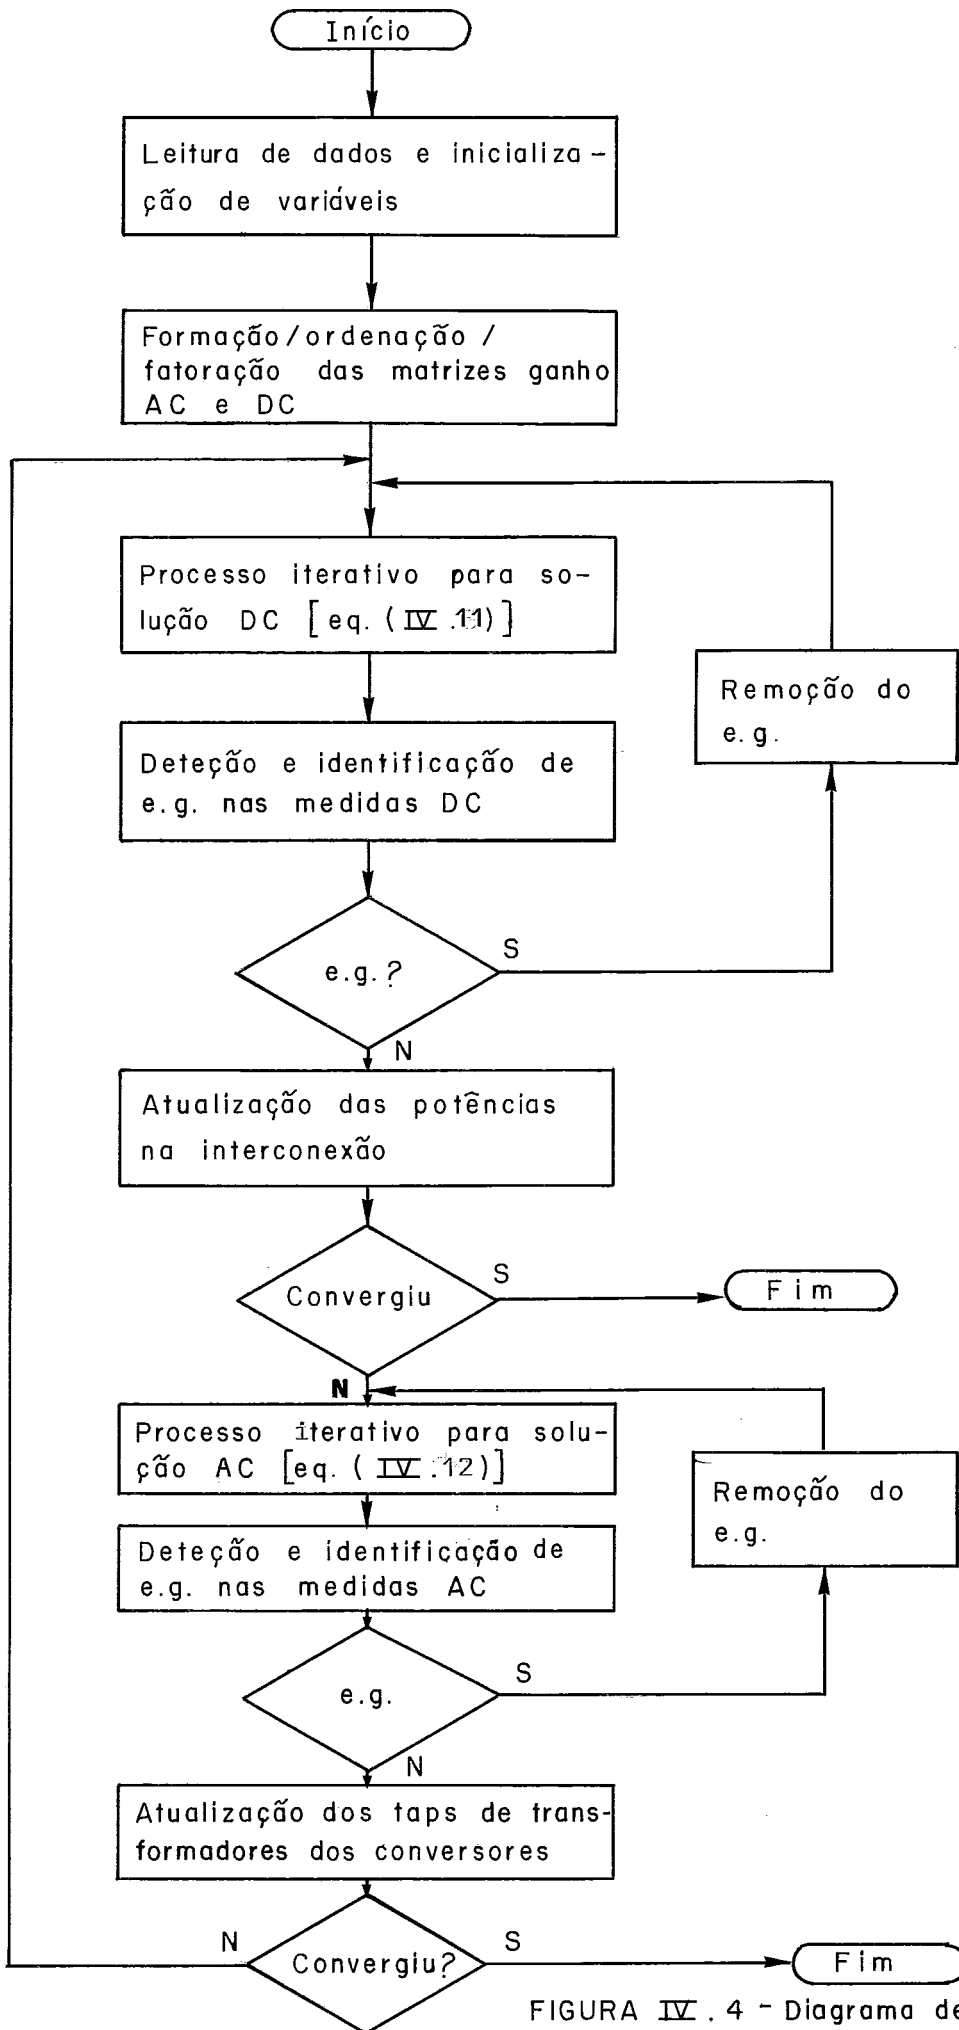 Início
Leitura de dados e inicializa-
ção de variáveis
Formação/ordenação/
fatoração das matrizes ganho
AC e DC
Processo iterativo para so-
lução DC [eq. (IV.11)]
Remoção do
e.g.
Deteção e identificação de
e.g. nas medidas DC
e.g.?
S
N
Atualização das potências
na interconexão
Convergiu
S
Fim
N
Processo iterativo para solu-
ção AC [eq. (IV.12)]
Remoção do
e.g.
Deteção e identificação de
e.g. nas medidas AC
e.g.
S
N
Atualização dos taps de trans-
formadores dos conversores
N
Convergiu?
S
Fim
FIGURA IV.4 - Diagrama de